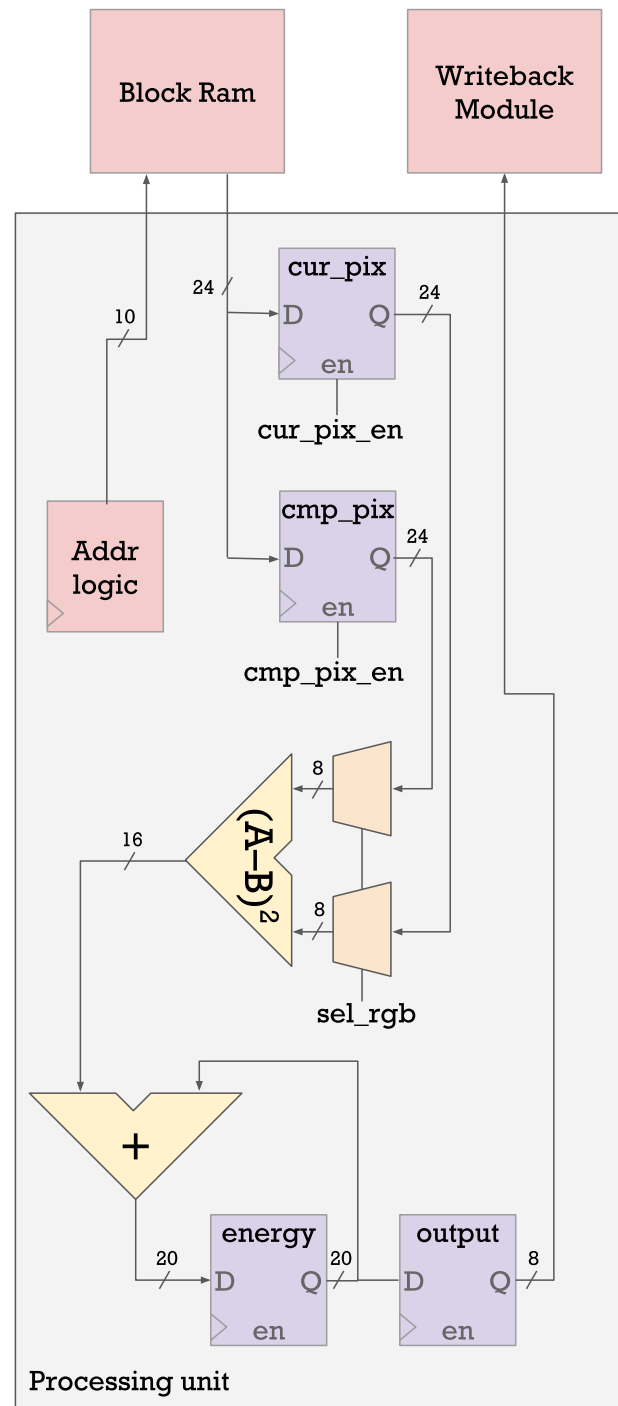 Block Ram
Writeback
Module
cur_pix
24
D
Q
24
10
en
cur_pix_en
cmp_pix
24
D
Q
Addr
logic
en
cmp_pix_en
8
(A-B)²
16
8
sel_rgb
+
energy
20
D
Q
20
en
output
D
Q
8
en
Processing unit